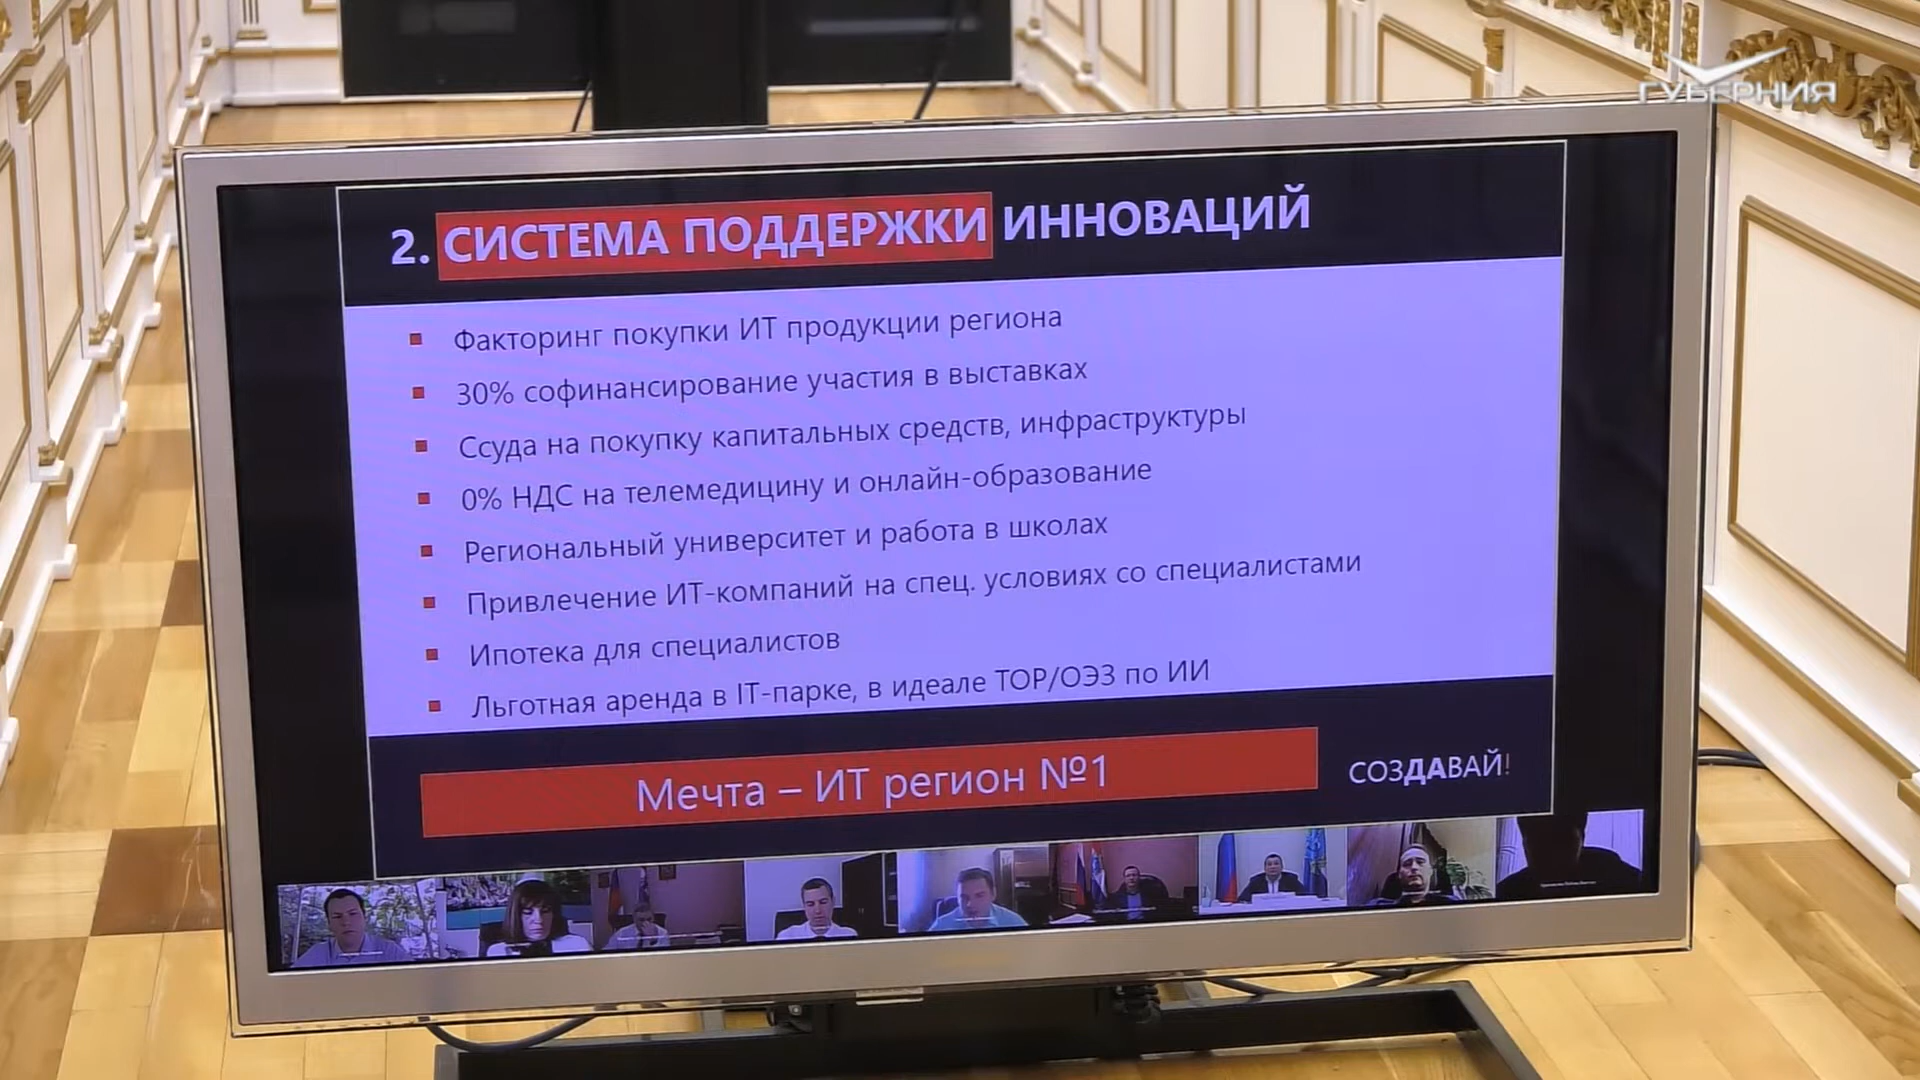 ГУБЕРНИЯ
2. СИСТЕМА ПОДДЕРЖКИ ИННОВАЦИЙ
Факторинг покупки ИТ продукции региона
30% софинансирование участия в выставках
Ссуда на покупку капитальных средств, инфраструктуры
0% НДС на телемедицину и онлайн-образование
Региональный университет и работа в школах
Привлечение ИТ-компаний на спец. условиях со специалистами
Ипотека для специалистов
Льготная аренда в IT-парке, в идеале ТОР/ОЭЗ по ИИ
Мечта – ИТ регион №1
СОЗДАВАЙ!